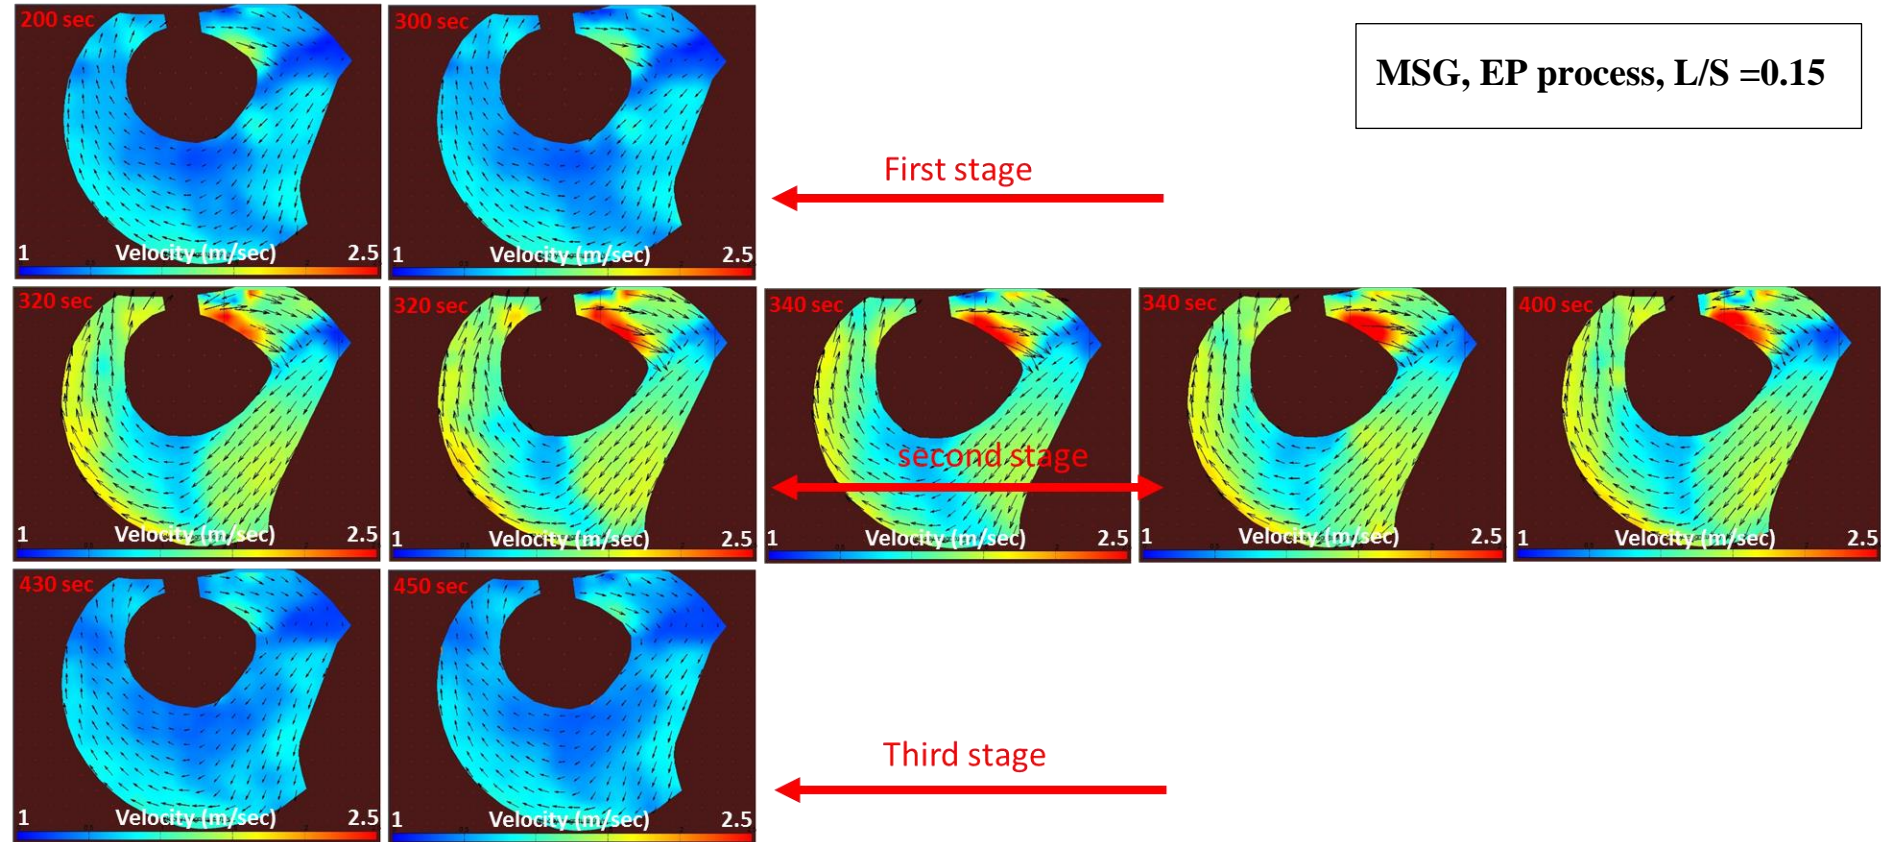 200 sec
300 sec
MSG, EP process, L/S =0.15
First stage
1 Velocity (m/sec) 2.5
1 Velocity (m/sec) 2.5
320 sec
320 sec
340 sec
340 sec
400 sec
second stage
1 Velocity (m/sec) 2.5
1 Velocity (m/sec) 2.5
1 Velocity (m/sec) 2.5
1 Velocity (m/sec) 2.5
1 Velocity (m/sec) 2.5
430 sec
450 sec
Third stage
1 Velocity (m/sec) 2.5
1 Velocity (m/sec) 2.5